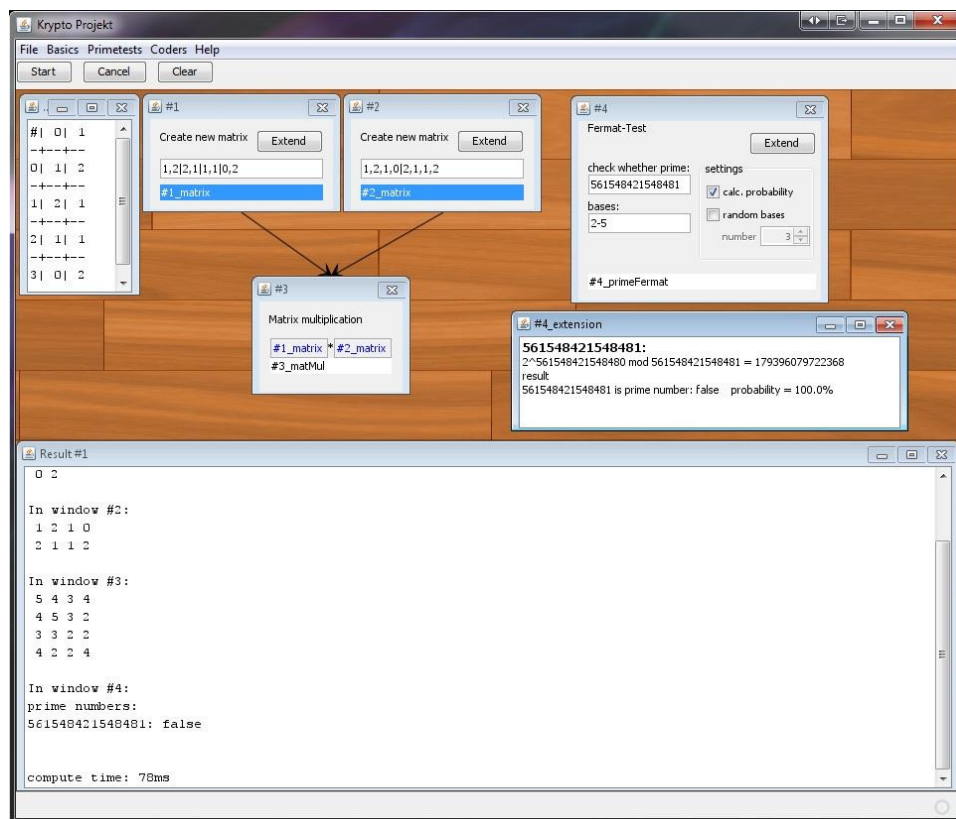 Krypto Projekt
File Basics Primetests Coders Help
Start Cancel Clear
#| 0| 1
-+--+--
0| 1| 2
-+--+--
1| 2| 1
-+--+--
2| 1| 1
-+--+--
3| 0| 2
#1
Create new matrix Extend
1,2|2,1|1,1|0,2
#1_matrix
#2
Create new matrix Extend
1,2,1,0|2,1,1,2
#2_matrix
#3
Matrix multiplication
#1_matrix * #2_matrix
#3_matMul
#4
Fermat-Test
Extend
check whether prime:
561548421548481
bases:
2-5
settings
calc. probability
random bases
number 3
#4_primeFermat
#4_extension
561548421548481:
2^561548421548480 mod 561548421548481 = 179396079722368
result
561548421548481 is prime number: false probability = 100.0%
Result #1
0 2
In window #2:
1 2 1 0
2 1 1 2
In window #3:
5 4 3 4
4 5 3 2
3 3 2 2
4 2 2 4
In window #4:
prime numbers:
561548421548481: false
compute time: 78ms